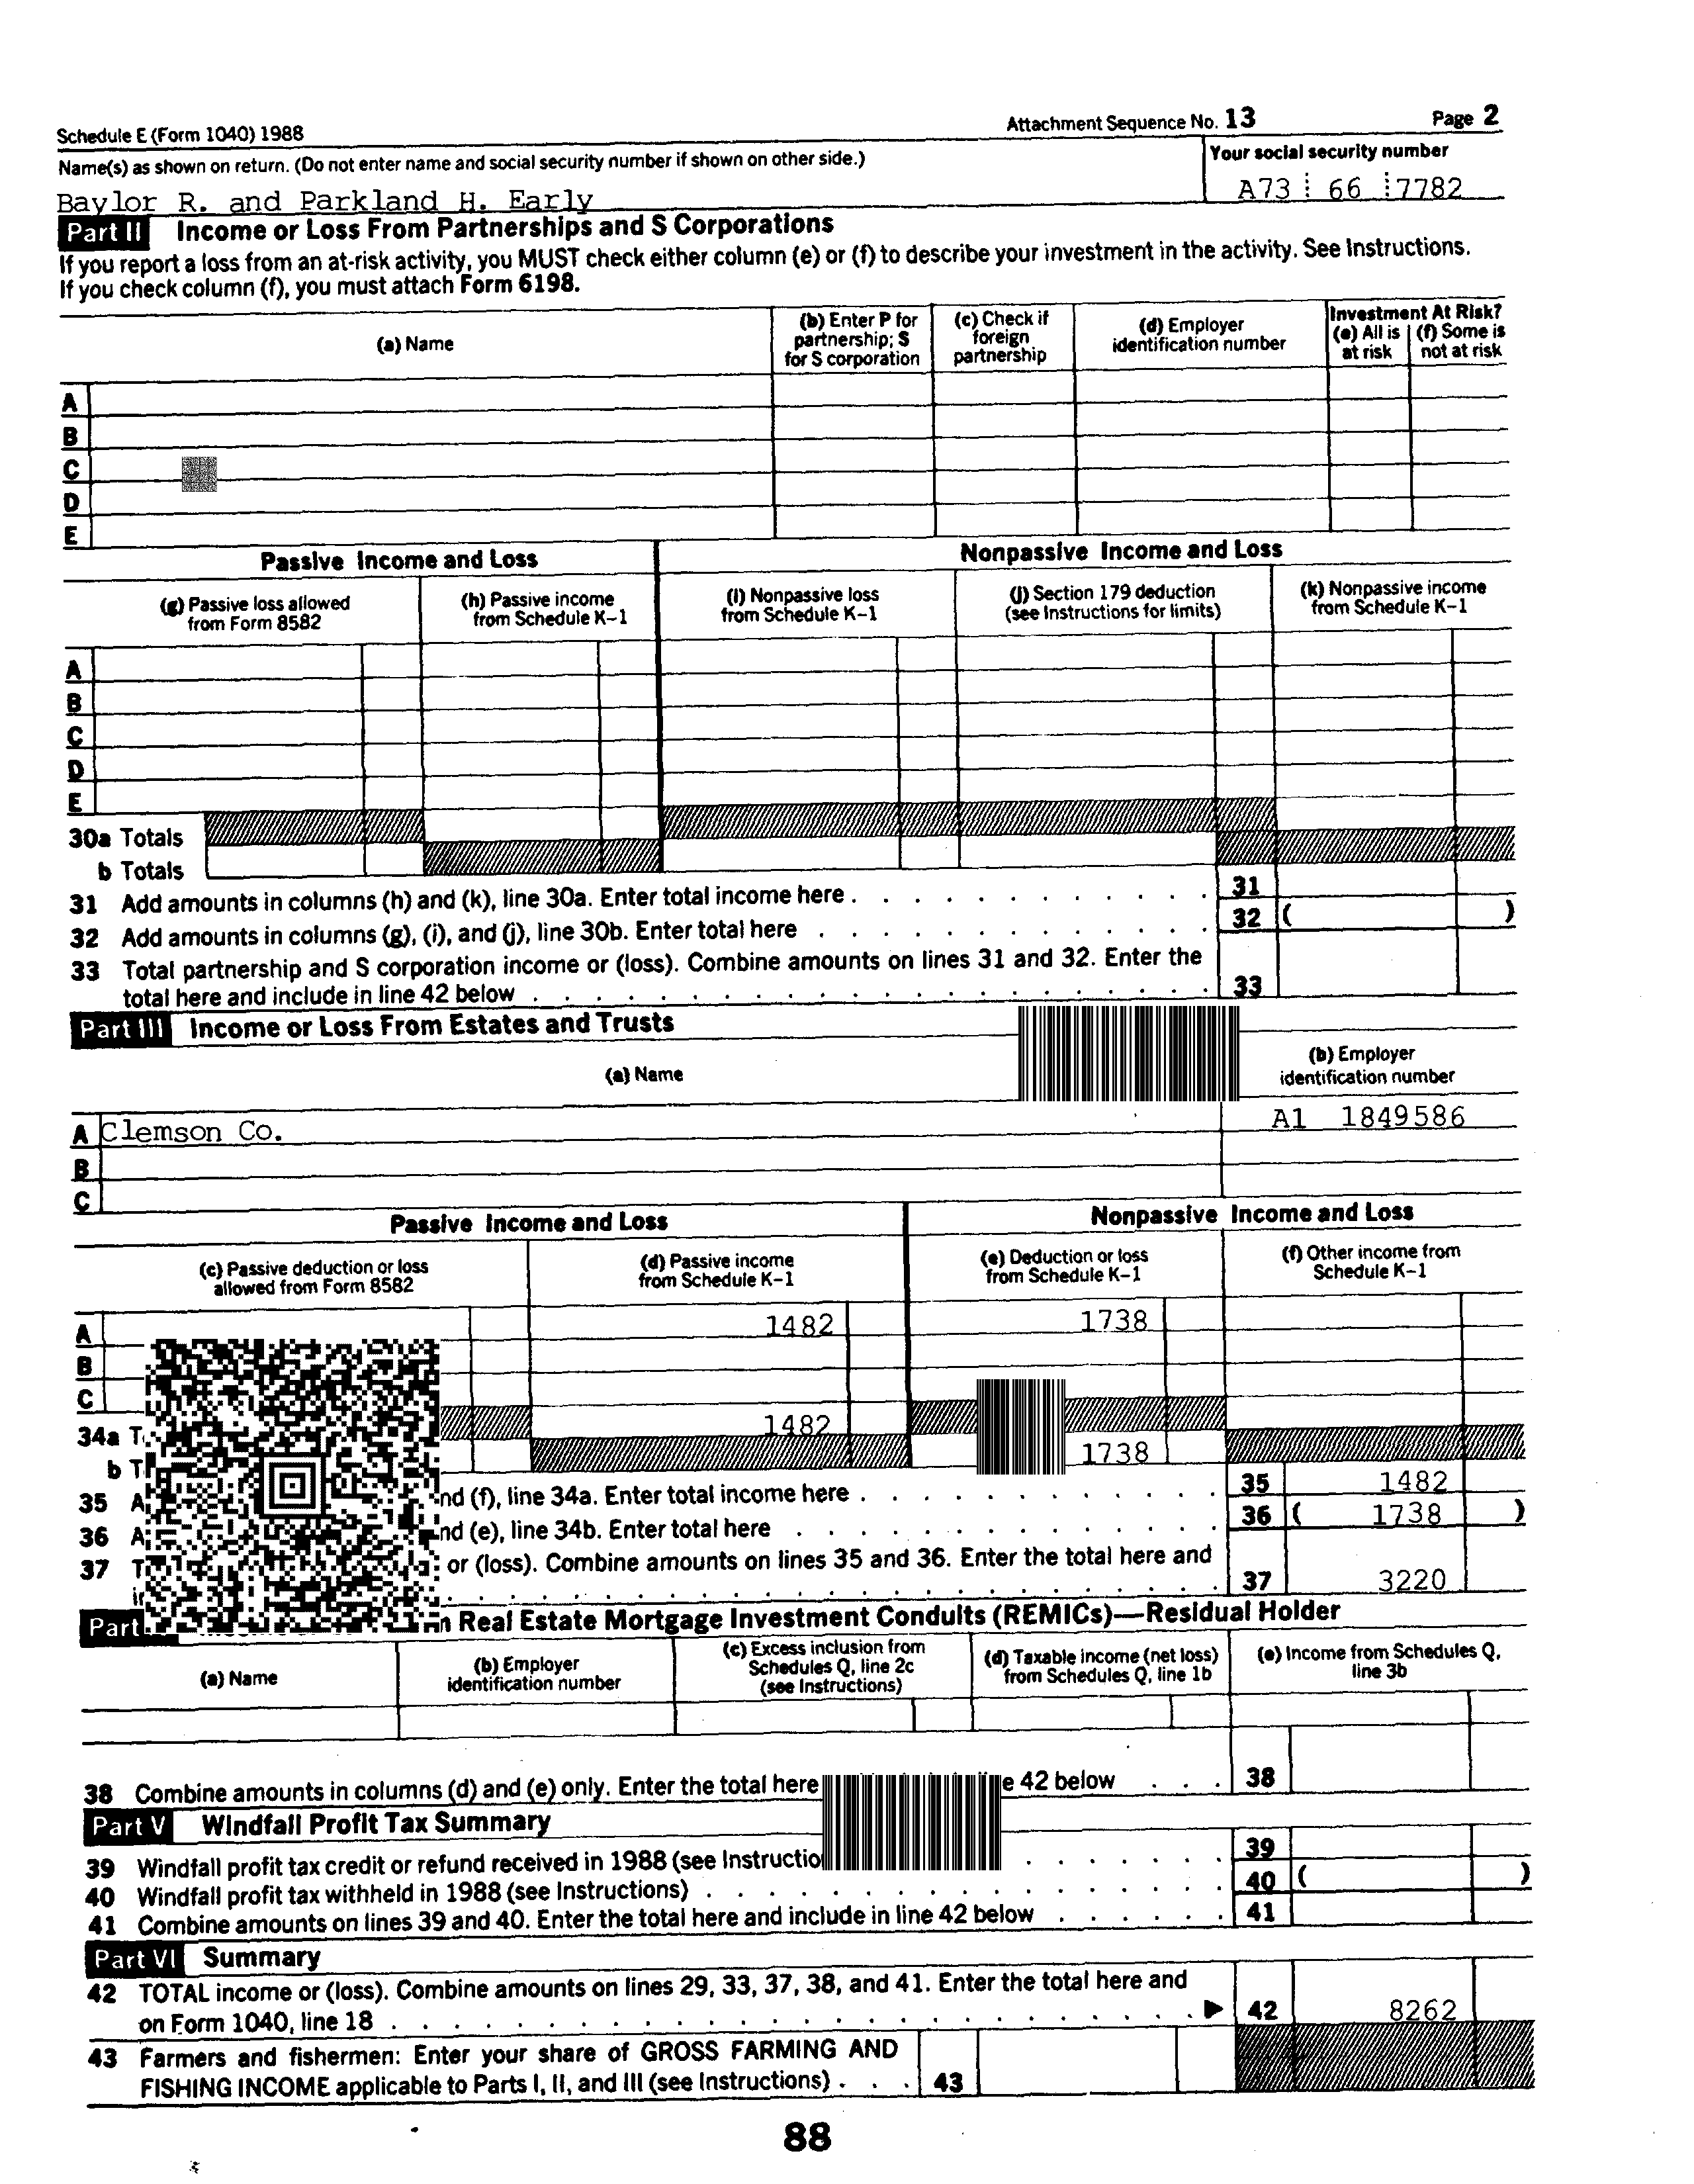 Schedule E (Form 1040) 1988 Attachment Sequence No. 13 Page 2
Name(s) as shown on return. (Do not enter name and social security number if shown on other side.) Your social security number
Baylor R. and Parkland H. Early A73 66 7782
Part II Income or Loss From Partnerships and S Corporations
If you report a loss from an at-risk activity, you MUST check either column (e) or (f) to describe your investment in the activity. See Instructions.
If you check column (f), you must attach Form 6198.
(a) Name (b) Enter P for partnership; S for S corporation (c) Check if foreign partnership (d) Employer identification number Investment At Risk? (e) All is at risk (f) Some is not at risk
A
B
C
D
E
Passive Income and Loss Nonpassive Income and Loss
(g) Passive loss allowed from Form 8582 (h) Passive income from Schedule K–1 (i) Nonpassive loss from Schedule K–1 (j) Section 179 deduction (see Instructions for limits) (k) Nonpassive income from Schedule K–1
A
B
C
D
E
30a Totals
b Totals
31 Add amounts in columns (h) and (k), line 30a. Enter total income here . . . . . . . . . . . 31
32 Add amounts in columns (g), (i), and (j), line 30b. Enter total here . . . . . . . . . . . . 32 ( )
33 Total partnership and S corporation income or (loss). Combine amounts on lines 31 and 32. Enter the
total here and include in line 42 below . . . . . . . . . . . . . . . . . . . . . 33
Part III Income or Loss From Estates and Trusts
(a) Name (b) Employer identification number
A Clemson Co. A1 1849586
B
C
Passive Income and Loss Nonpassive Income and Loss
(c) Passive deduction or loss allowed from Form 8582 (d) Passive income from Schedule K–1 (e) Deduction or loss from Schedule K–1 (f) Other income from Schedule K–1
A 1482 1738
B
C
34a 1482
b 1738
35 nd (f), line 34a. Enter total income here . . . . . . . . . . . 35 1482
36 nd (e), line 34b. Enter total here . . . . . . . . . . . . 36 ( 1738 )
37 or (loss). Combine amounts on lines 35 and 36. Enter the total here and
. . . . . . . . . . . . . . . . . . . . . 37 3220
Part Real Estate Mortgage Investment Conduits (REMICs)—Residual Holder
(a) Name (b) Employer identification number (c) Excess inclusion from Schedules Q, line 2c (see Instructions) (d) Taxable income (net loss) from Schedules Q, line 1b (e) Income from Schedules Q, line 3b
38 Combine amounts in columns (d) and (e) only. Enter the total here e 42 below . . . 38
Part V Windfall Profit Tax Summary
39 Windfall profit tax credit or refund received in 1988 (see Instructio . . . . . . . 39
40 Windfall profit tax withheld in 1988 (see Instructions) . . . . . . . . . . . . . . . . 40 ( )
41 Combine amounts on lines 39 and 40. Enter the total here and include in line 42 below . . . . . . 41
Part VI Summary
42 TOTAL income or (loss). Combine amounts on lines 29, 33, 37, 38, and 41. Enter the total here and
on Form 1040, line 18 . . . . . . . . . . . . . . . . . . . . . . . ▶ 42 8262
43 Farmers and fishermen: Enter your share of GROSS FARMING AND
FISHING INCOME applicable to Parts I, II, and III (see Instructions) . . . 43
88